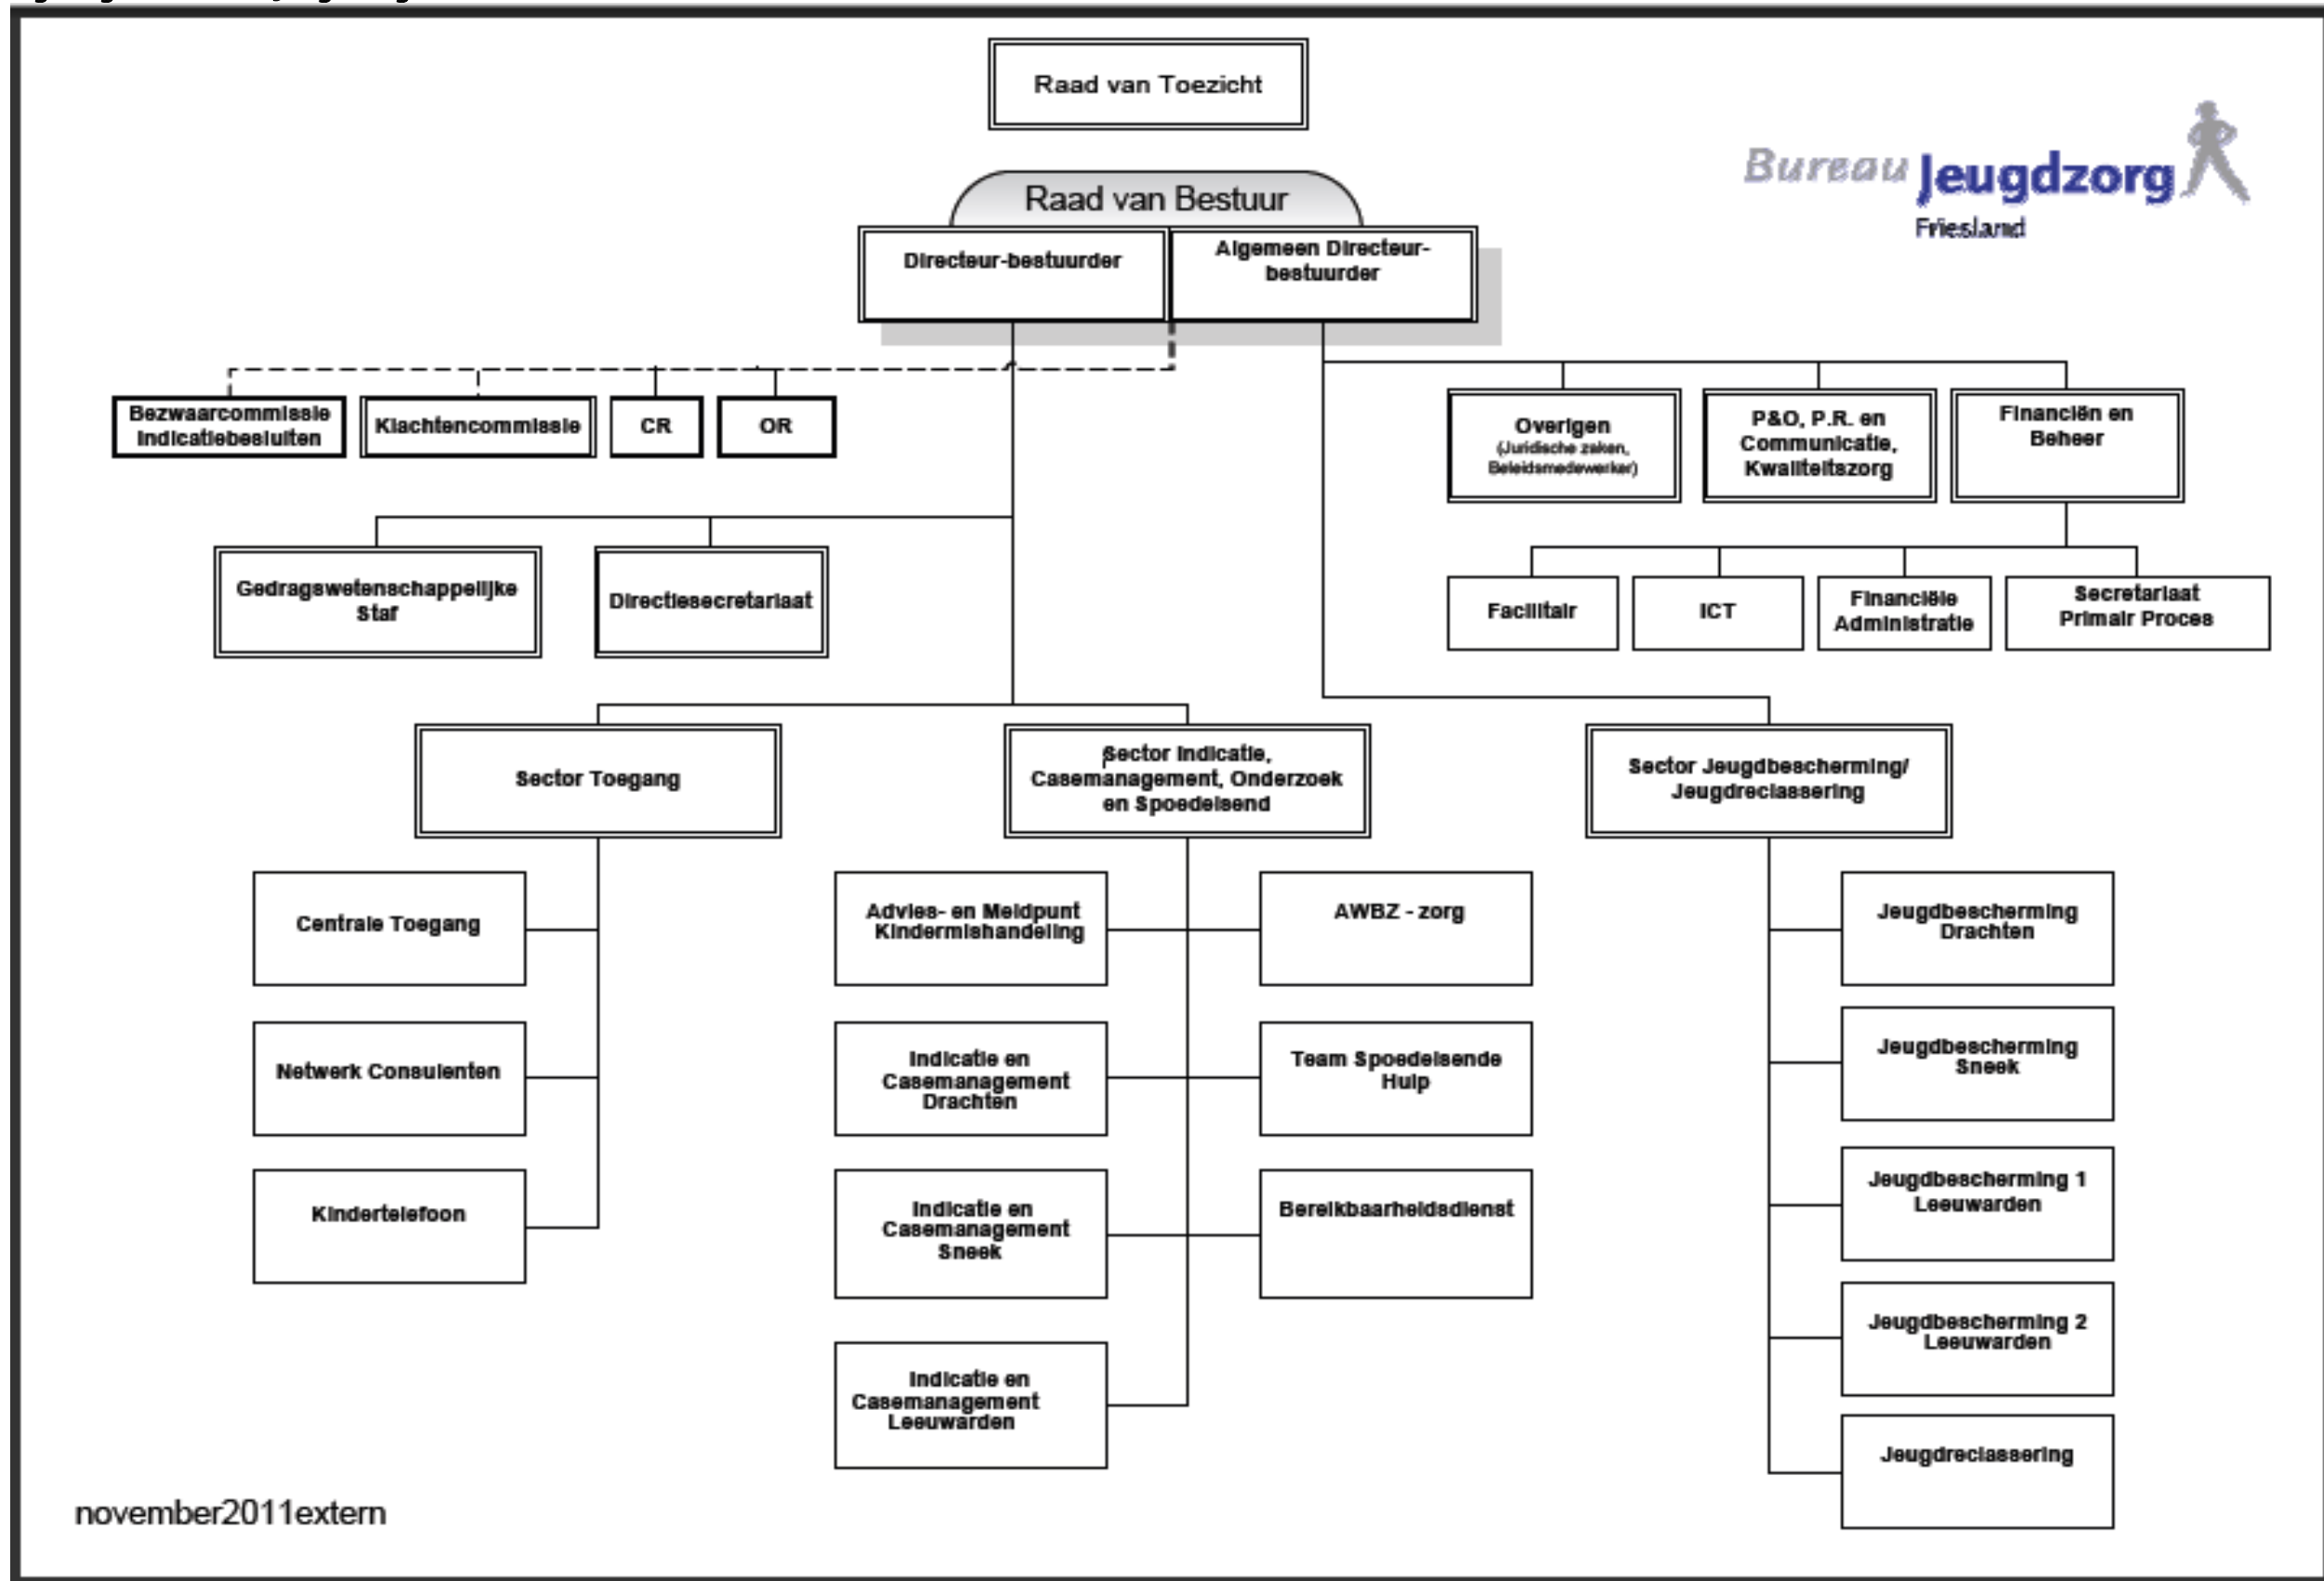 Raad van Toezicht
Bureau Jeugdzorg
Friesland
Raad van Bestuur
Directeur-bestuurder
Algemeen Directeur-
bestuurder
Bezwaarcommissie
Indicatiebesluiten
Klachtencommissie
CR
OR
Overigen
(Juridische zaken,
Beleidsmedewerker)
P&O, P.R. en
Communicatie,
Kwaliteitszorg
Financiën en
Beheer
Gedragswetenschappelijke
Staf
Directiesecretariaat
Facilitair
ICT
Financiële
Administratie
Secretariaat
Primair Proces
Sector Toegang
Sector Indicatie,
Casemanagement, Onderzoek
en Spoedeisend
Sector Jeugdbescherming/
Jeugdreclassering
Centrale Toegang
Netwerk Consulenten
Kindertelefoon
Advies- en Meldpunt
Kindermishandeling
Indicatie en
Casemanagement
Drachten
Indicatie en
Casemanagement
Sneek
Indicatie en
Casemanagement
Leeuwarden
AWBZ - zorg
Team Spoedeisende
Hulp
Bereikbaarheidsdienst
Jeugdbescherming
Drachten
Jeugdbescherming
Sneek
Jeugdbescherming 1
Leeuwarden
Jeugdbescherming 2
Leeuwarden
Jeugdreclassering
november2011extern